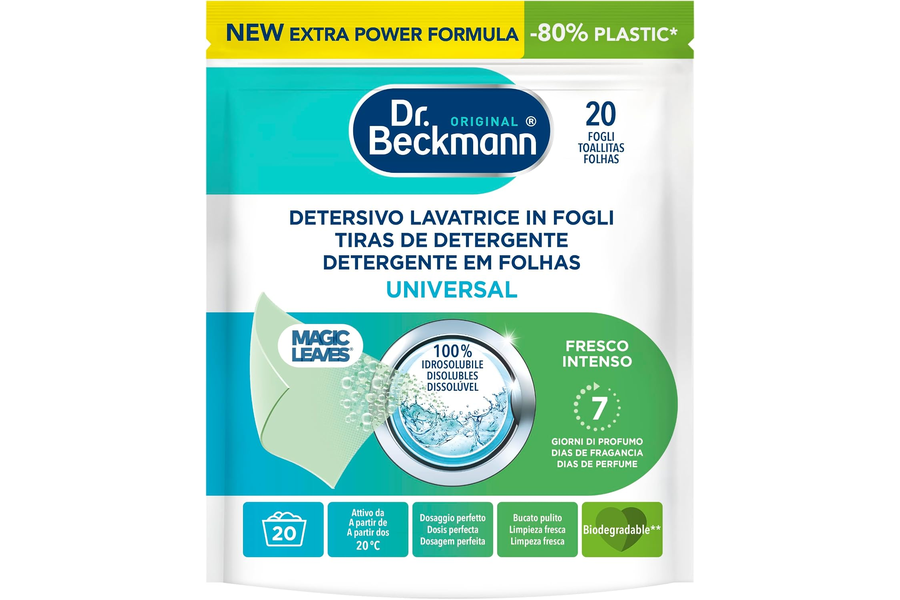 NEW EXTRA POWER FORMULA
-80% PLASTIC*
Dr.
ORIGINAL ®
Beckmann
20
FOGLI
TOALLITAS
FOLHAS
DETERSIVO LAVATRICE IN FOGLI
TIRAS DE DETERGENTE
DETERGENTE EM FOLHAS
UNIVERSAL
MAGIC
LEAVES®
100%
IDROSOLUBILE
DISOLUBLES
DISSOLÚVEL
FRESCO
INTENSO
7
GIORNI DI PROFUMO
DIAS DE FRAGANCIA
DIAS DE PERFUME
20
Attivo da
A partir de
A partir dos
20 °C
Dosaggio perfetto
Dosis perfecta
Dosagem perfeita
Bucato pulito
Limpieza fresca
Limpeza fresca
Biodegradable**